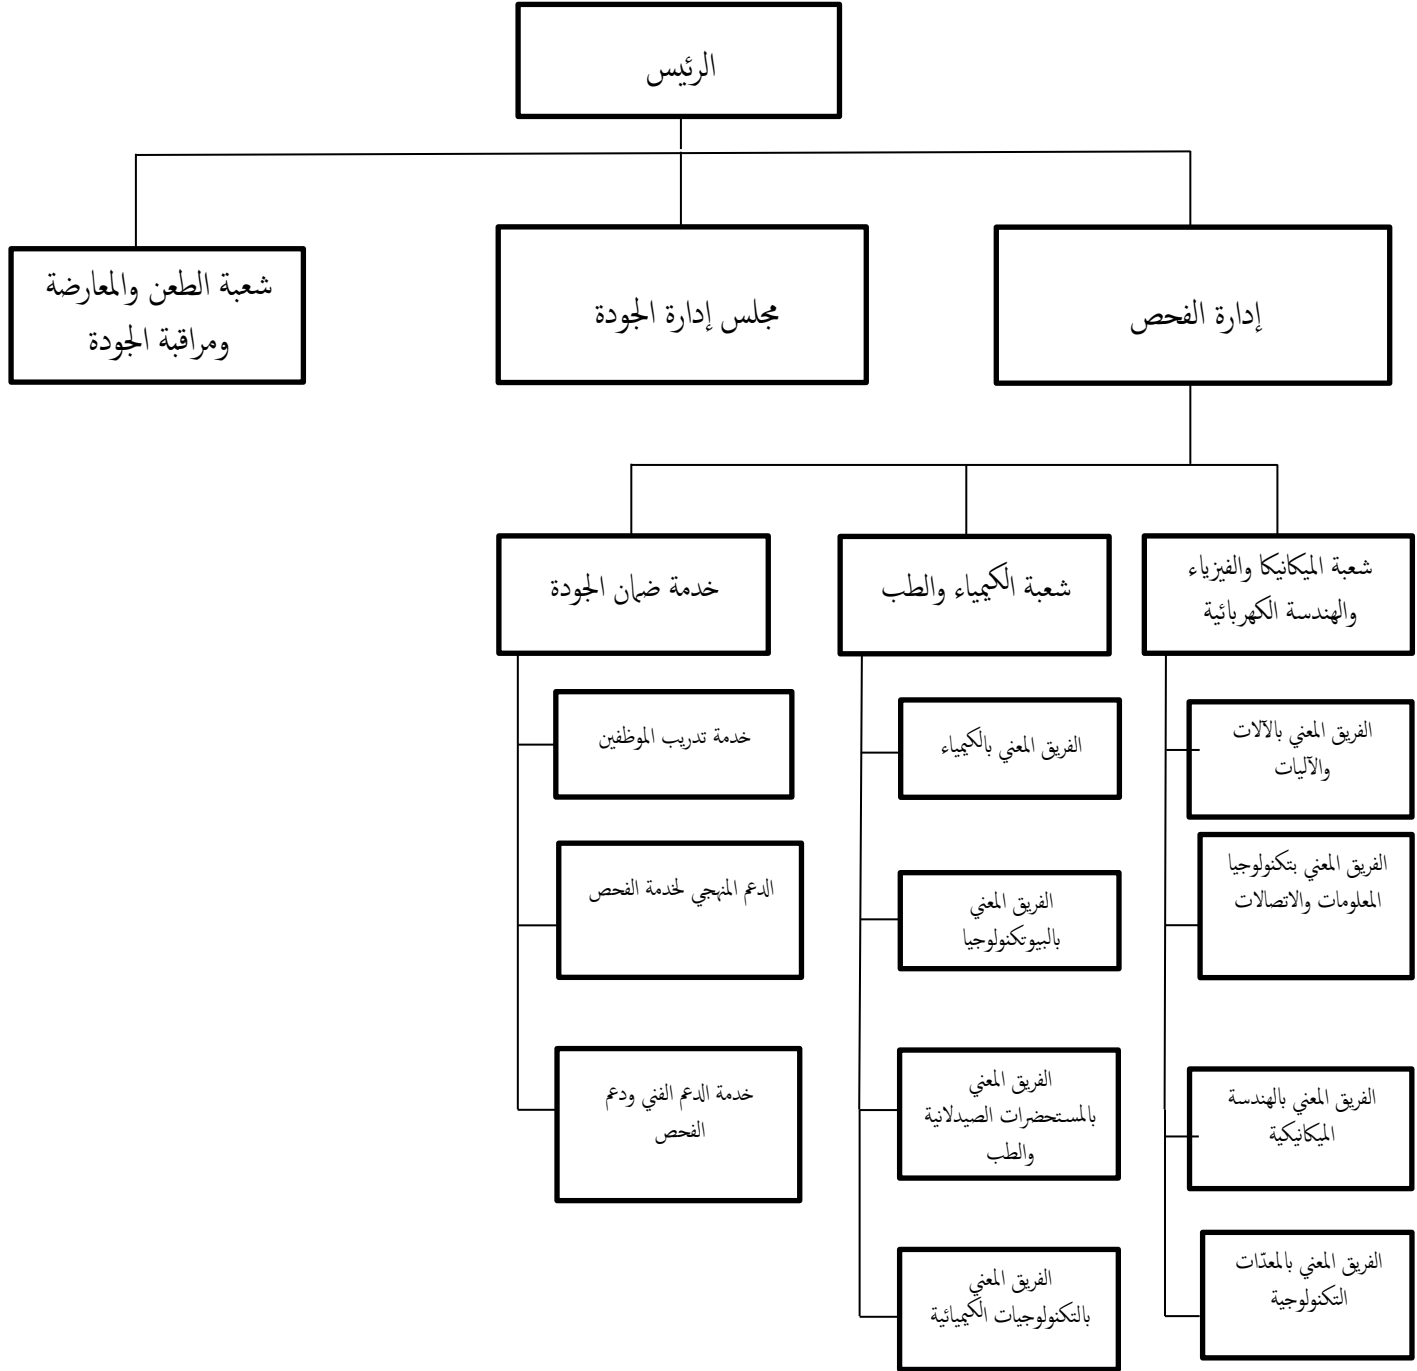 الرئيس
إدارة الفحص
مجلس إدارة الجودة
شعبة الطعن والمعارضة
ومراقبة الجودة
شعبة الميكانيكا والفيزياء
والهندسة الكهربائية
شعبة الكيمياء والطب
خدمة ضمان الجودة
الفريق المعني بالآلات
والآليات
الفريق المعني بتكنولوجيا
المعلومات والاتصالات
الفريق المعني بالهندسة
الميكانيكية
الفريق المعني بالمعدّات
التكنولوجية
الفريق المعني بالكيمياء
الفريق المعني
بالبيوتكنولوجيا
الفريق المعني
بالمستحضرات الصيدلانية
والطب
الفريق المعني
بالتكنولوجيات الكيميائية
خدمة تدريب الموظفين
الدعم المنهجي لخدمة الفحص
خدمة الدعم الفني ودعم
الفحص